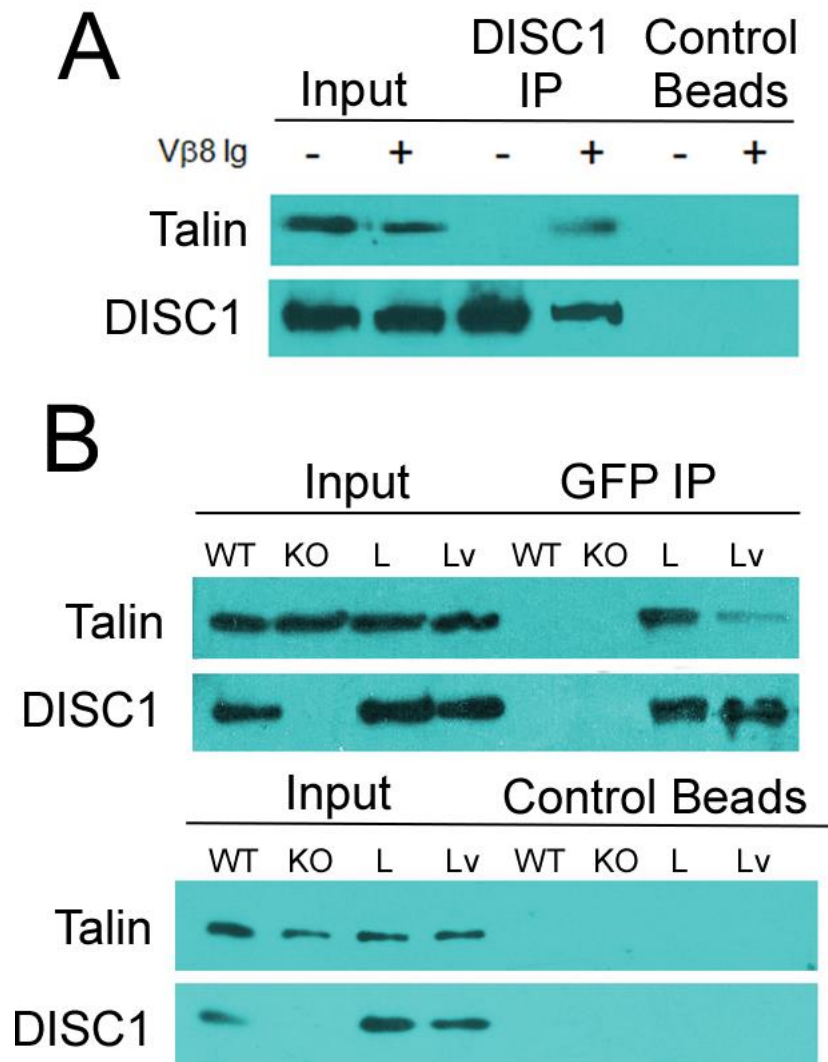 A
DISC1 Control
Input IP Beads
Vβ8 Ig - + - + - +
Talin
DISC1
B
Input GFP IP
WT KO L Lv WT KO L Lv
Talin
DISC1
Input Control Beads
WT KO L Lv WT KO L Lv
Talin
DISC1